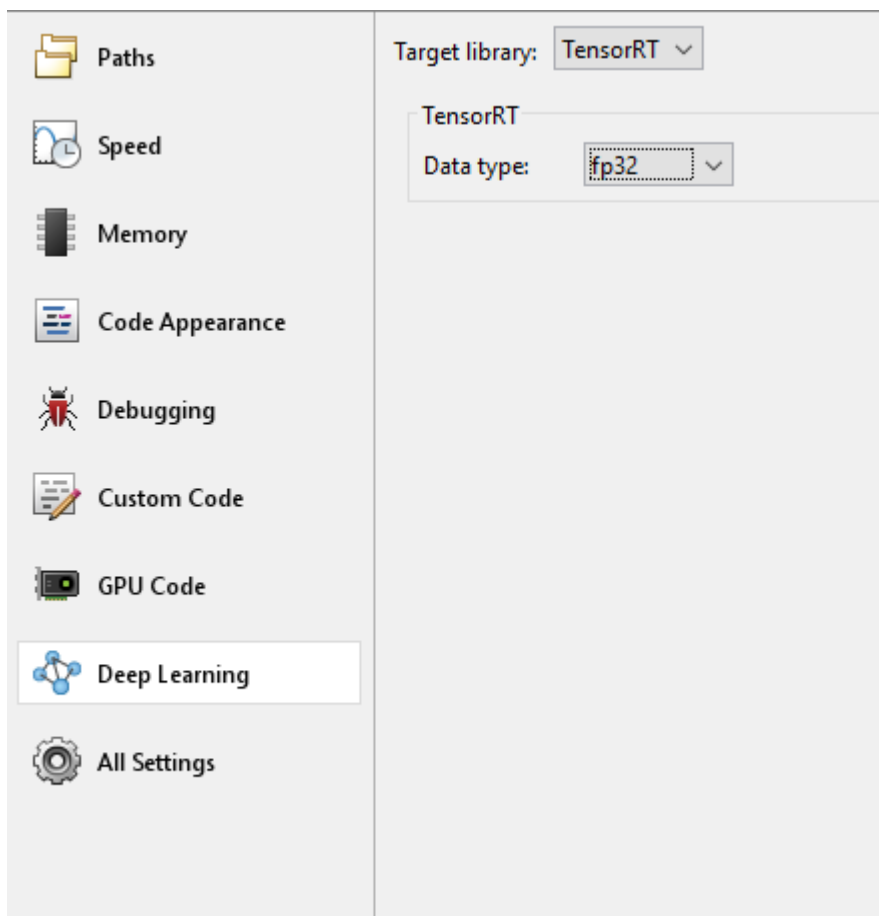 Paths
Speed
Memory
Code Appearance
Debugging
Custom Code
GPU Code
Deep Learning
All Settings
Target library: TensorRT
TensorRT
Data type: fp32